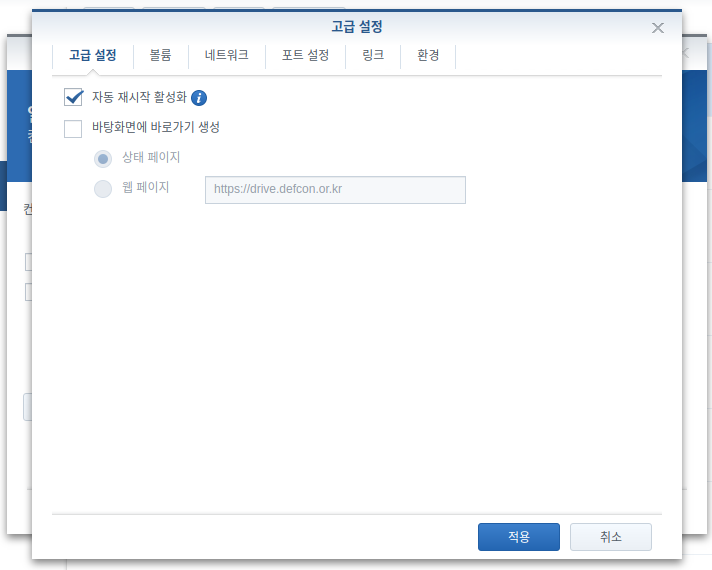 고급 설정
고급 설정 볼륨 네트워크 포트 설정 링크 환경
자동 재시작 활성화
바탕화면에 바로가기 생성
상태 페이지
웹 페이지 https://drive.defcon.or.kr
적용 취소